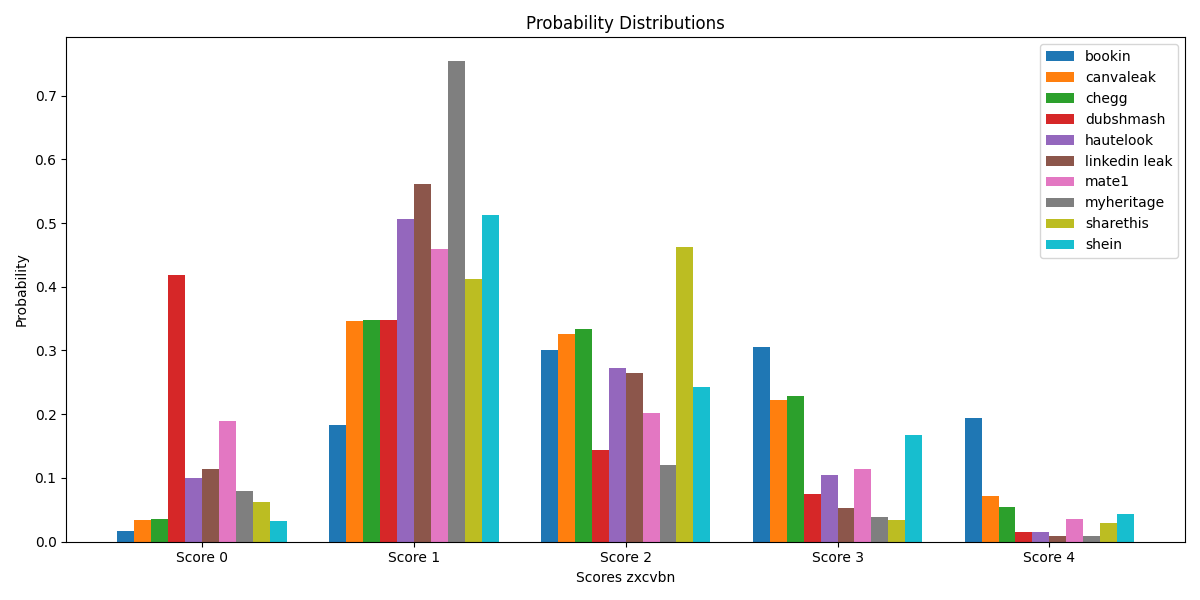 Probability Distributions
Probability
0.7
0.6
0.5
0.4
0.3
0.2
0.1
0.0
bookin
canvaleak
chegg
dubshmash
hautelook
linkedin leak
mate1
myheritage
sharethis
shein
Score 0 Score 1 Score 2 Score 3 Score 4
Scores zxcvbn